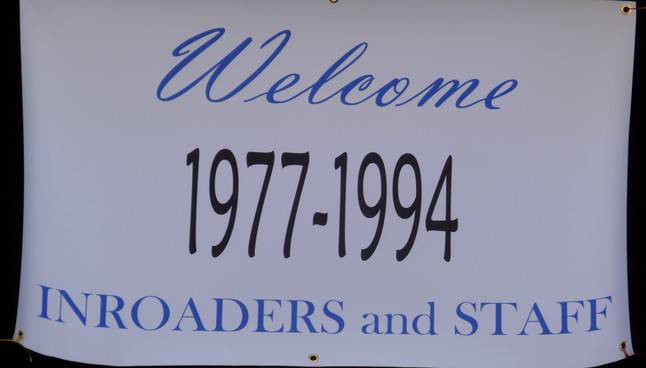 Welcome
1977-1994
INROADERS and STAFF